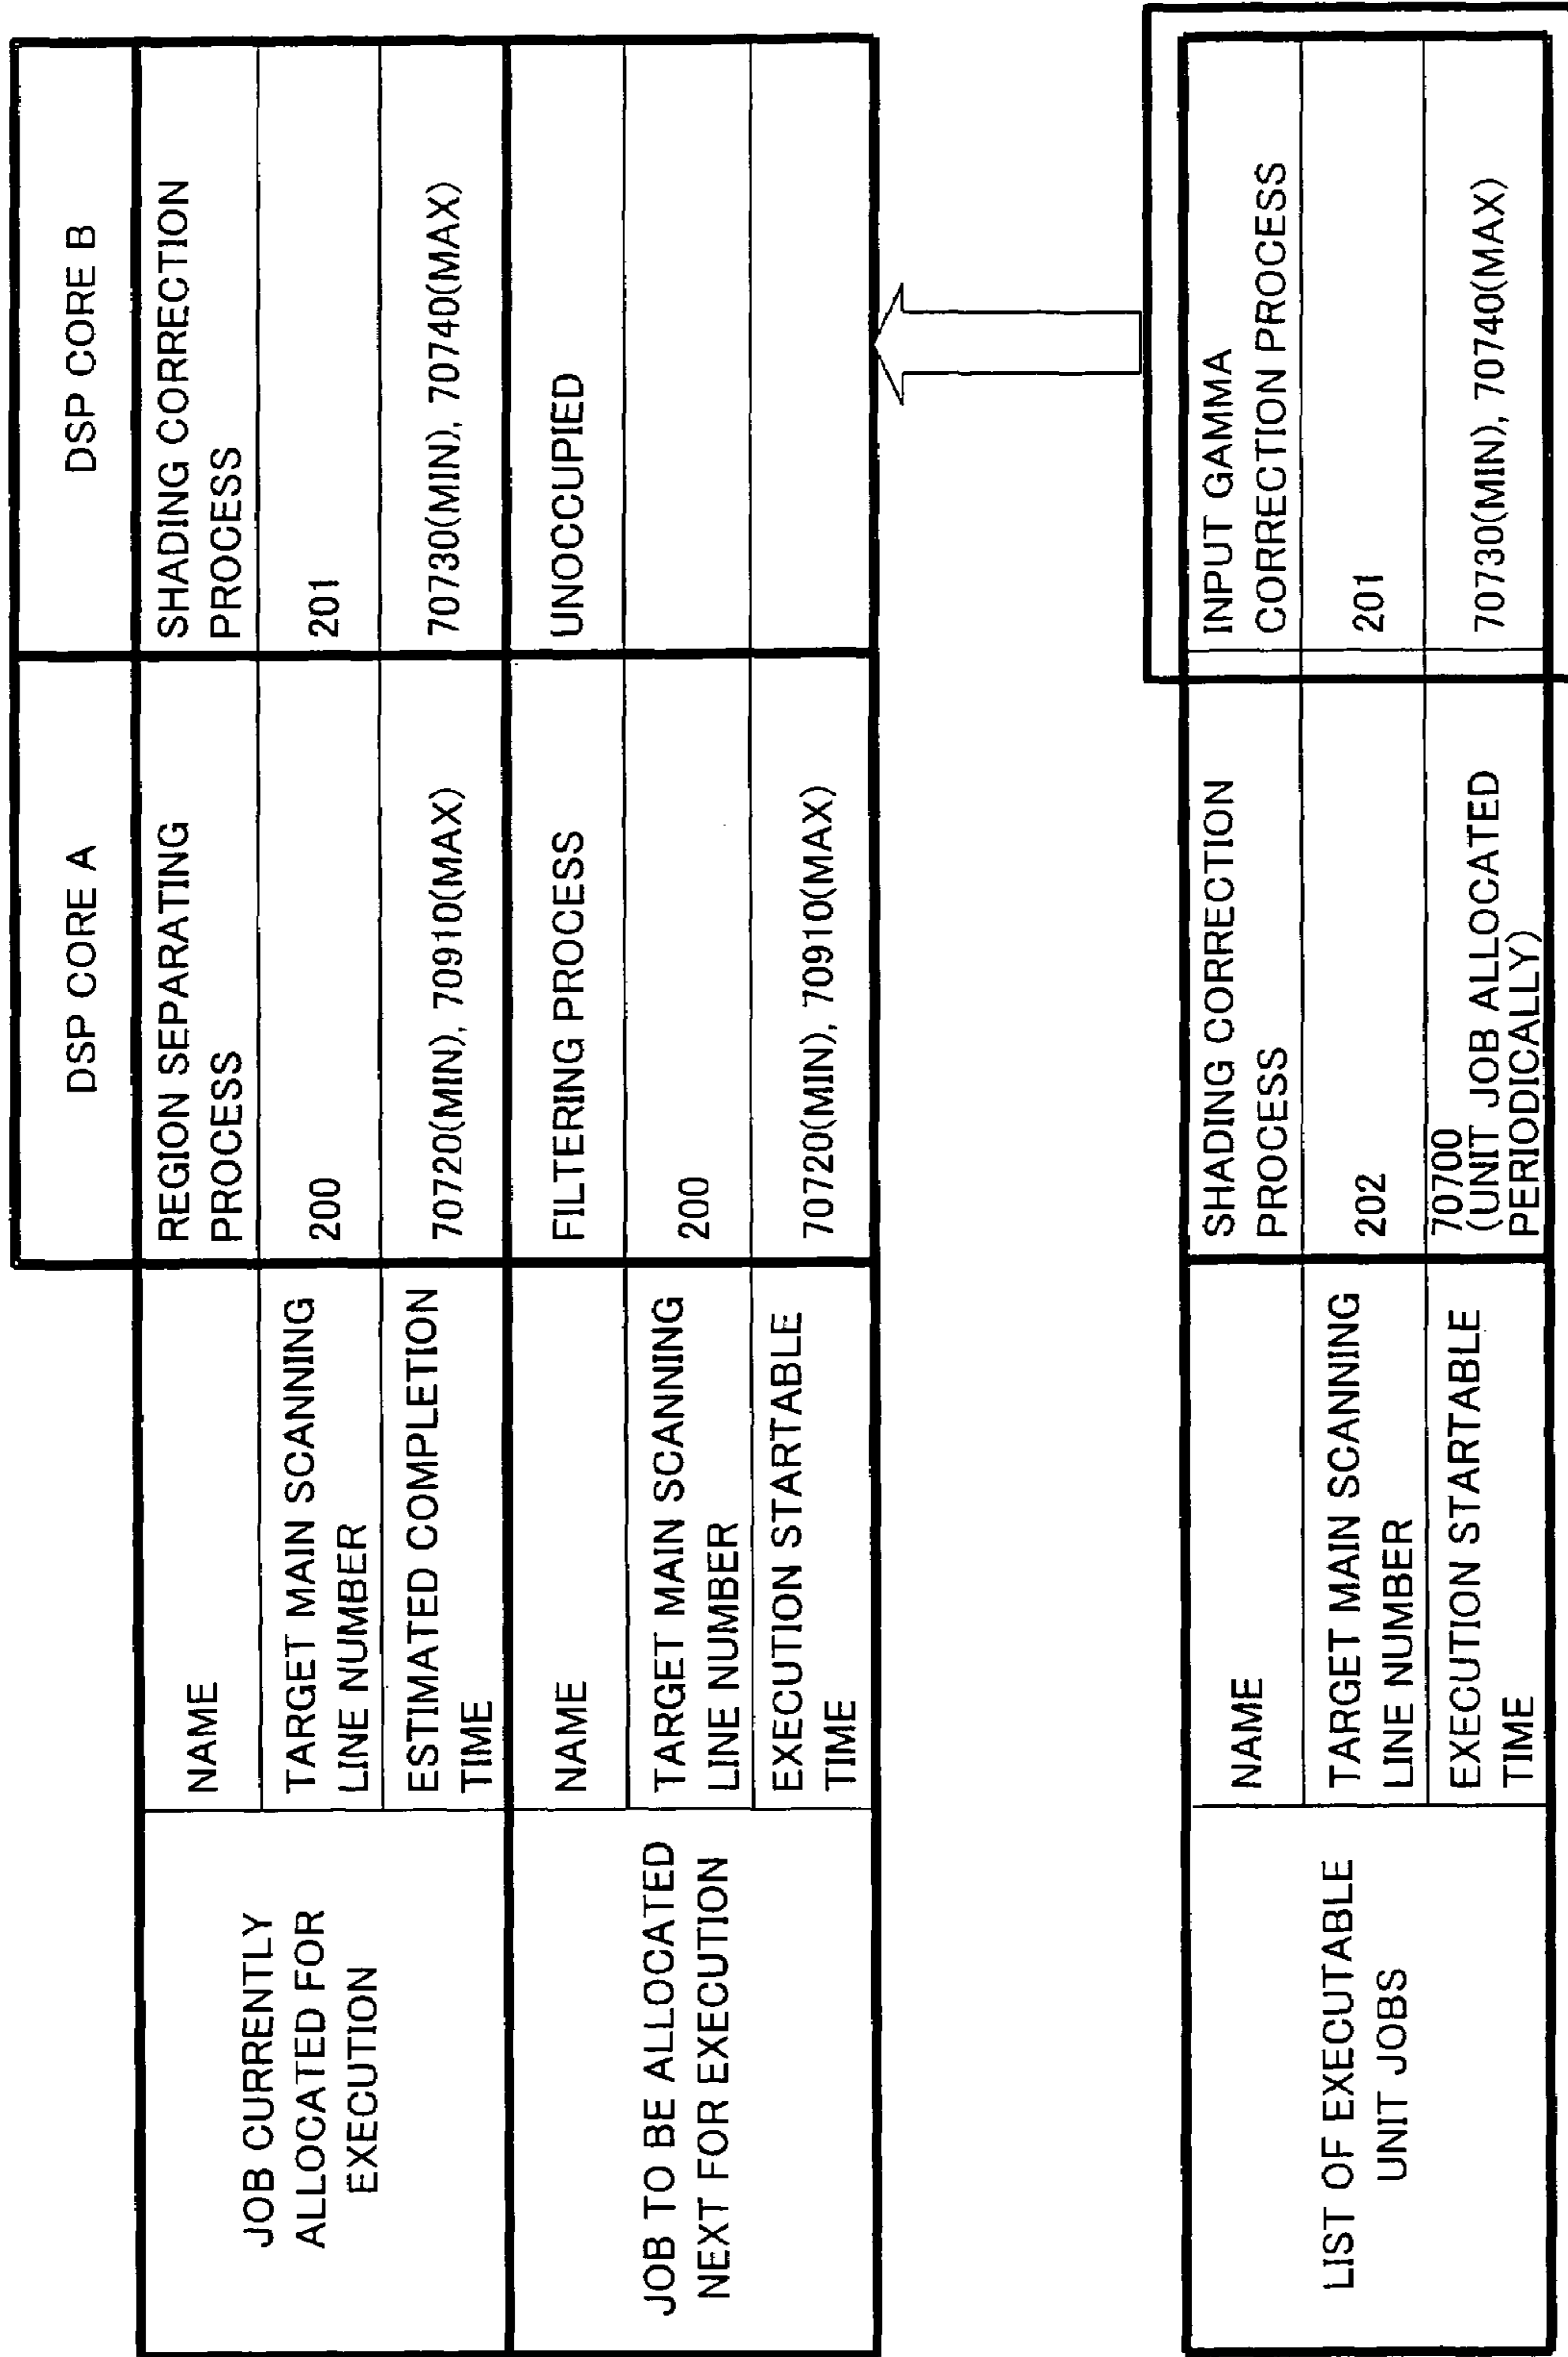 DSP CORE A
DSP CORE B
JOB CURRENTLY
ALLOCATED FOR
EXECUTION
NAME
REGION SEPARATING
PROCESS
SHADING CORRECTION
PROCESS
TARGET MAIN SCANNING
LINE NUMBER
200
201
ESTIMATED COMPLETION
TIME
70720(MIN), 70910(MAX)
70730(MIN), 70740(MAX)
JOB TO BE ALLOCATED
NEXT FOR EXECUTION
NAME
FILTERING PROCESS
UNOCCUPIED
TARGET MAIN SCANNING
LINE NUMBER
200
EXECUTION STARTABLE
TIME
70720(MIN), 70910(MAX)
LIST OF EXECUTABLE
UNIT JOBS
NAME
SHADING CORRECTION
PROCESS
INPUT GAMMA
CORRECTION PROCESS
TARGET MAIN SCANNING
LINE NUMBER
202
201
EXECUTION STARTABLE
TIME
70700
(UNIT JOB ALLOCATED
PERIODICALLY)
70730(MIN), 70740(MAX)